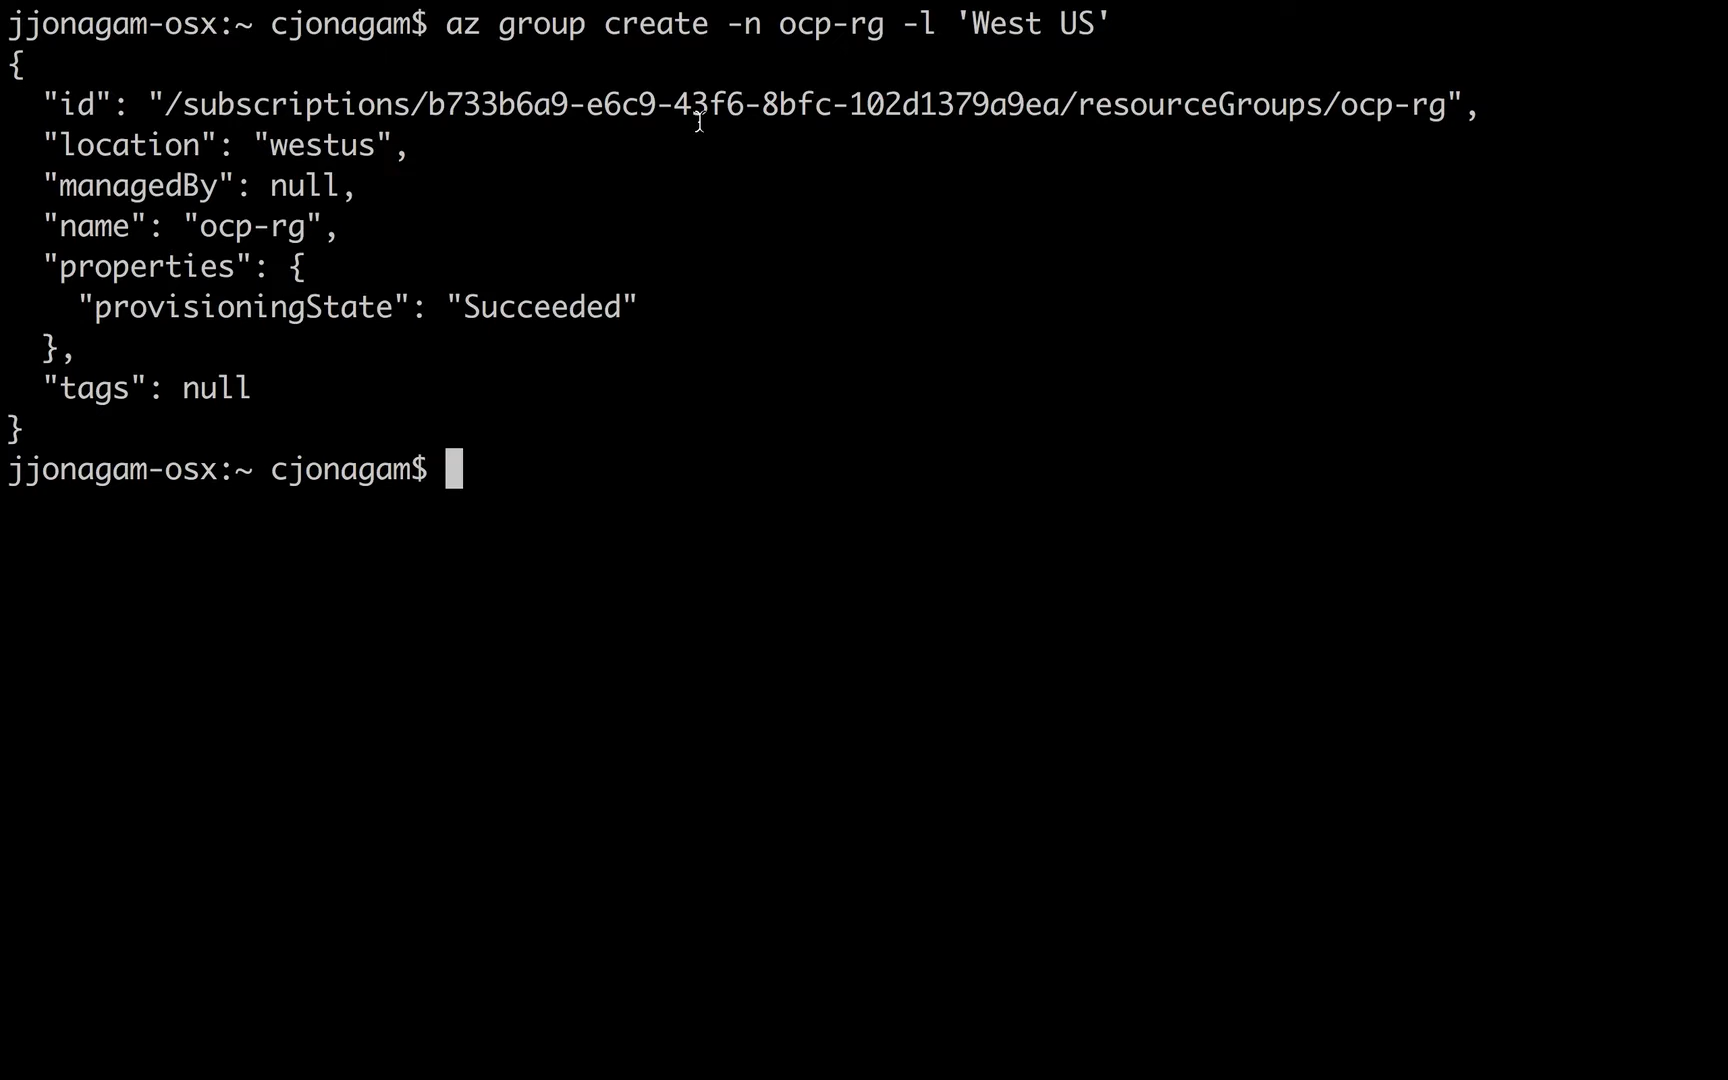 jjonagam-osx:~ cjonagam$ az group create -n ocp-rg -l 'West US'
{
  "id": "/subscriptions/b733b6a9-e6c9-43f6-8bfc-102d1379a9ea/resourceGroups/ocp-rg",
  "location": "westus",
  "managedBy": null,
  "name": "ocp-rg",
  "properties": {
    "provisioningState": "Succeeded"
  },
  "tags": null
}
jjonagam-osx:~ cjonagam$